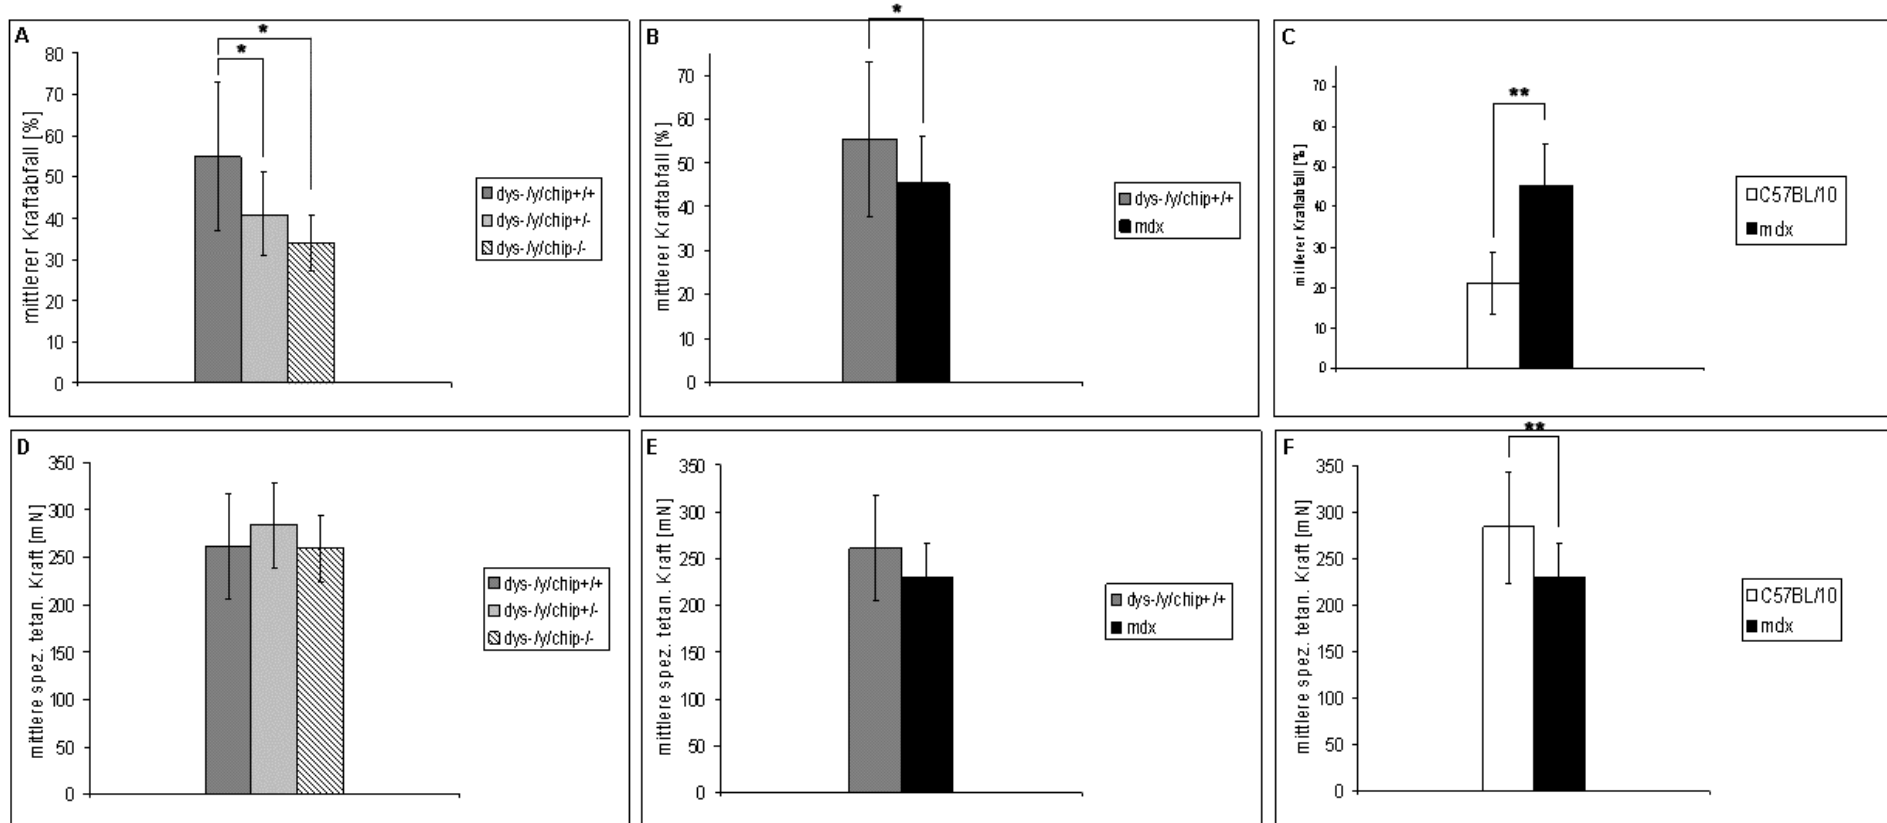 A
*
*
80
70
60
50
40
30
20
10
0
mittlerer Kraftabfall [%]
dys-/y/chip+/+
dys-/y/chip+/-
dys-/y/chip-/-
B
*
70
60
50
40
30
20
10
0
mittlerer Kraftabfall [%]
dys-/y/chip+/+
mdx
C
**
70
60
50
40
30
20
10
0
mittlerer Kraftabfall [%]
C57BL/10
mdx
D
350
300
250
200
150
100
50
0
mittlere spez. tetan. Kraft [mN]
dys-/y/chip+/+
dys-/y/chip+/-
dys-/y/chip-/-
E
350
300
250
200
150
100
50
0
mittlere spez. tetan. Kraft [mN]
dys-/y/chip+/+
mdx
F
**
350
300
250
200
150
100
50
0
mittlere spez. tetan. Kraft [mN]
C57BL/10
mdx